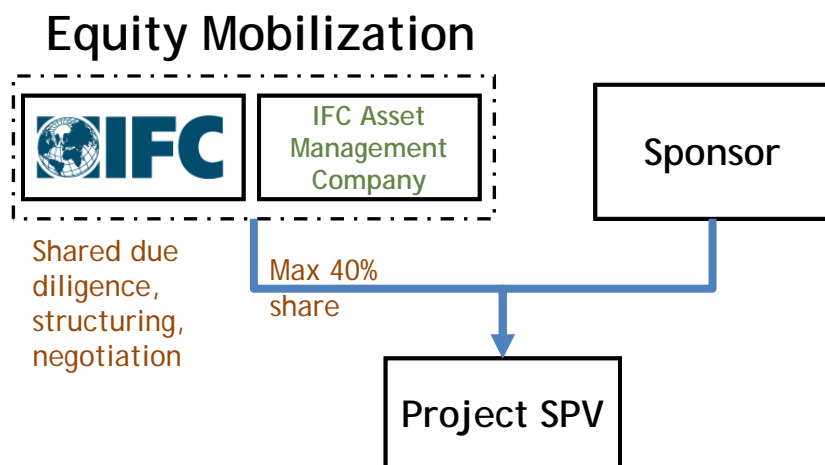 Equity Mobilization
IFC
IFC Asset
Management
Company
Sponsor
Shared due
diligence,
structuring,
negotiation
Max 40%
share
Project SPV